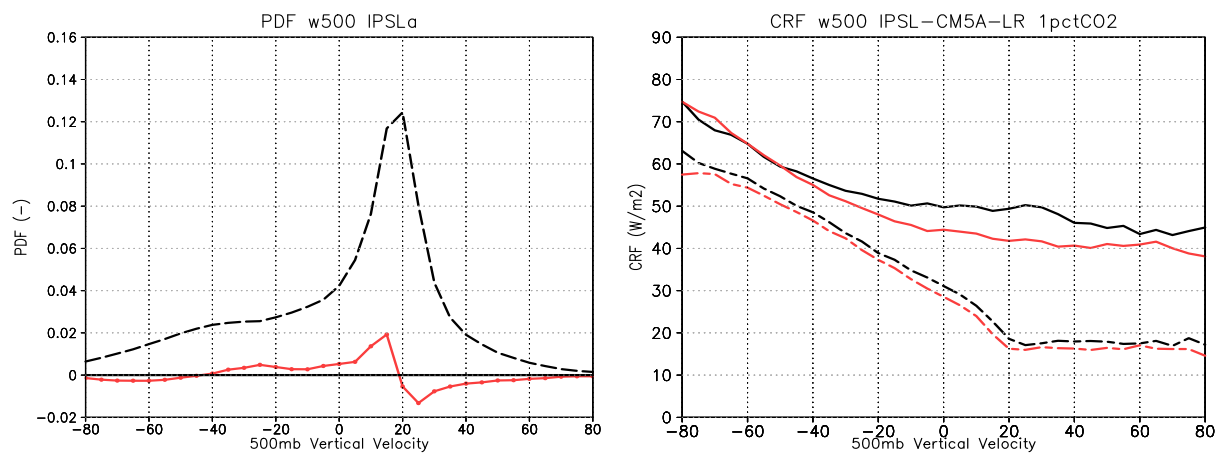 PDF w500 IPSLa
0.16
0.14
0.12
0.1
0.08
0.06
0.04
0.02
0
−0.02
PDF (−)
−80 −60 −40 −20 0 20 40 60 80
500mb Vertical Velocity
CRF w500 IPSL−CM5A−LR 1pctCO2
90
80
70
60
50
40
30
20
10
0
CRF (W/m2)
−80 −60 −40 −20 0 20 40 60 80
500mb Vertical Velocity